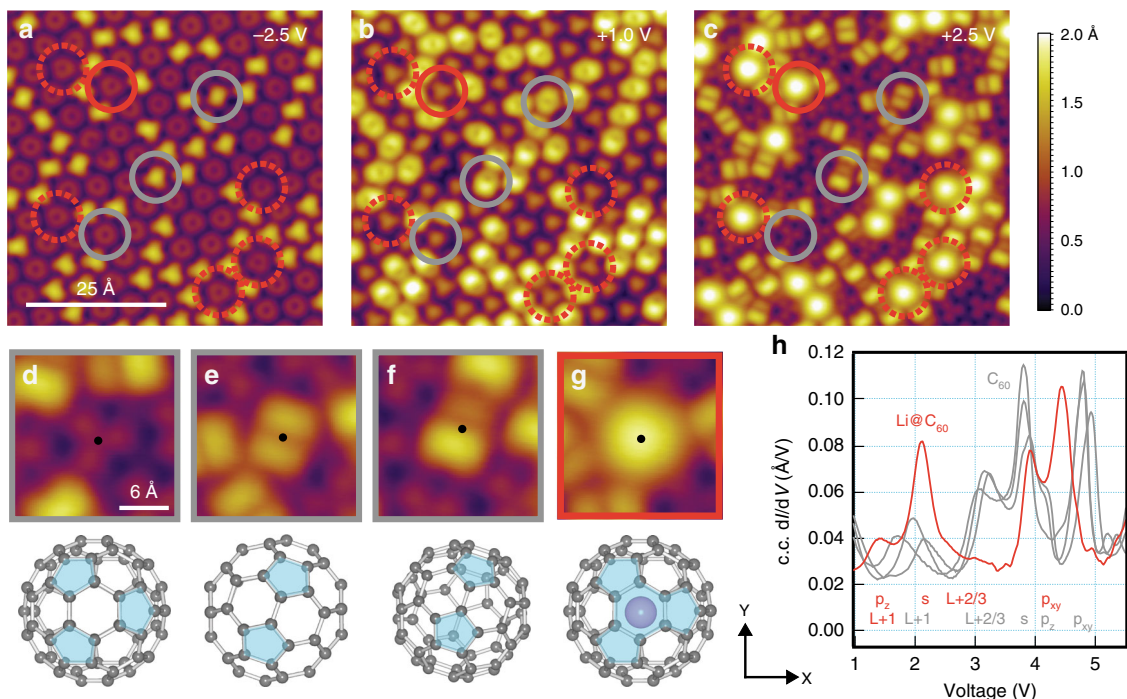 a
−2.5 V
b
+1.0 V
c
+2.5 V
25 Å
2.0 Å
1.5
1.0
0.5
0.0
d
6 Å
e
f
g
Y
X
h
0.12
0.10
0.08
0.06
0.04
0.02
0.00
c.c. dI/dV (Å/V)
C60
Li@C60
pz s L+2/3 pxy
L+1 L+1 L+2/3 s pz pxy
1 2 3 4 5
Voltage (V)